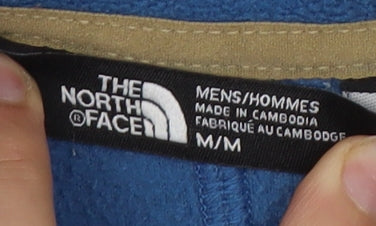 THE
NORTH
® FACE
MENS/HOMMES
MADE IN CAMBODIA
FABRIQUÉ AU CAMBODGE
M/M